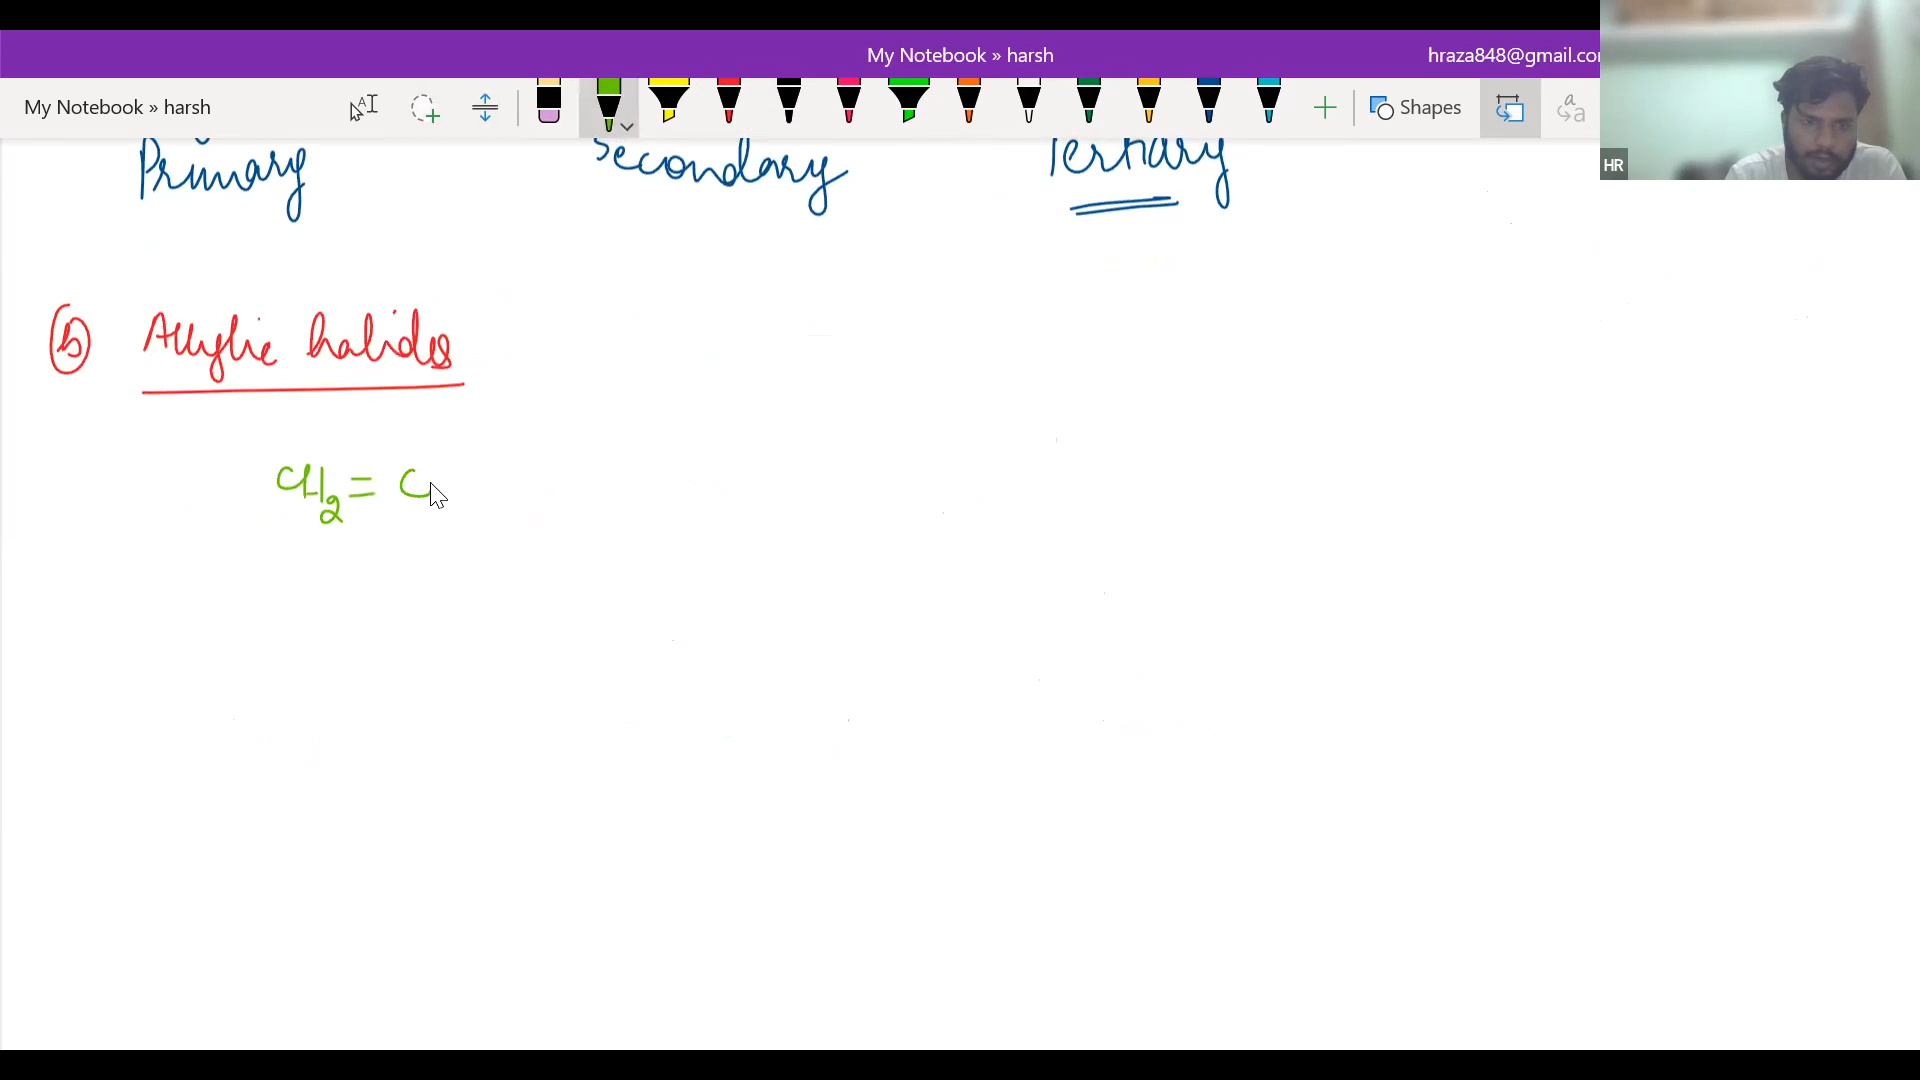 My Notebook » harsh
hraza848@gmail.co
My Notebook » harsh
Shapes
HR
Primary Secondary Tertiary
(b) Allylic halides
CH2 = C